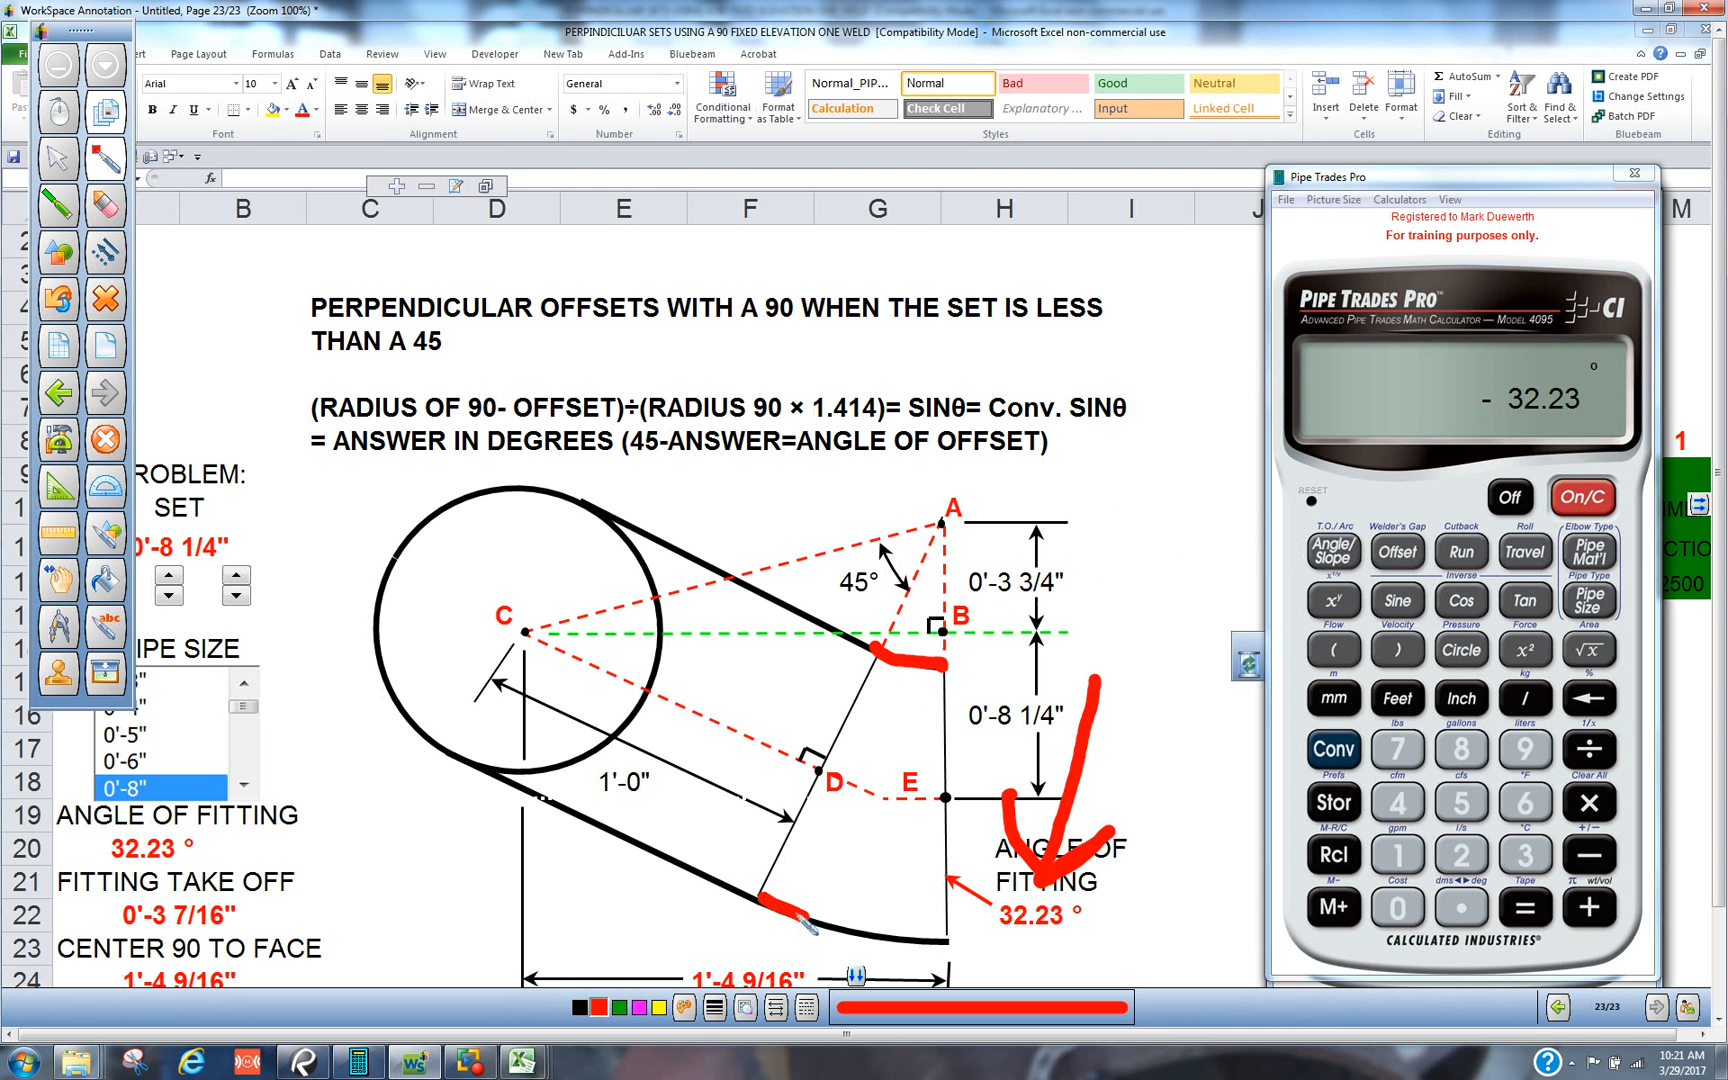 WorkSpace Annotation - Untitled, Page 23/23 (Zoom 100%) *
PERPINDICILUAR SETS USING A 90 FIXED ELEVATION ONE WELD [Compatibility Mode] - Microsoft Excel non-commercial use
Page Layout Formulas Data Review View Developer New Tab Add-Ins Bluebeam Acrobat
Arial 10 Wrap Text General
Merge & Center
Conditional Formatting Format as Table
Normal_PIP... Normal Bad Good Neutral
Calculation Check Cell Explanatory ... Input Linked Cell
Insert Delete Format
AutoSum Fill Clear
Sort & Filter Find & Select
Create PDF
Change Settings
Batch PDF
Font Alignment Number Styles Cells Editing Bluebeam
fx
B C D E F G H I J M
PERPENDICULAR OFFSETS WITH A 90 WHEN THE SET IS LESS
THAN A 45
(RADIUS OF 90- OFFSET)÷(RADIUS 90 × 1.414)= SINθ= Conv. SINθ
= ANSWER IN DEGREES (45-ANSWER=ANGLE OF OFFSET)
ROBLEM:
SET
0'-8 1/4"
IPE SIZE
0'-5"
0'-6"
0'-8"
16
17
18
19 ANGLE OF FITTING
20 32.23 °
21 FITTING TAKE OFF
22 0'-3 7/16"
23 CENTER 90 TO FACE
24 1'-4 9/16"
A
45°
0'-3 3/4"
C
B
0'-8 1/4"
1'-0"
D
E
ANGLE OF
FITTING
32.23 °
1'-4 9/16"
1
2500
Pipe Trades Pro
File Picture Size Calculators View
Registered to Mark Duewerth
For training purposes only.
PIPE TRADES PRO™
ADVANCED PIPE TRADES MATH CALCULATOR — MODEL 4095
CI
- 32.23 °
RESET
Off On/C
T.O./ Arc Welder's Gap Cutback Roll Elbow Type
Angle/Slope Offset Run Travel Pipe Mat'l
x^1/y Inverse Pipe Type
x^y Sine Cos Tan Pipe Size
Flow Velocity Pressure Force Area
( ) Circle x² √x
m kg %
mm Feet Inch / ←
lbs gallons liters 1/x
Conv 7 8 9 ÷
Prefs cfm cfs °F Clear All
Stor 4 5 6 ×
M-R/C gpm l/s °C +/−
Rcl 1 2 3 −
M− Cost dms◄►deg Tape π wt/vol
M+ 0 • = +
CALCULATED INDUSTRIES®
23/23
10:21 AM
3/29/2017